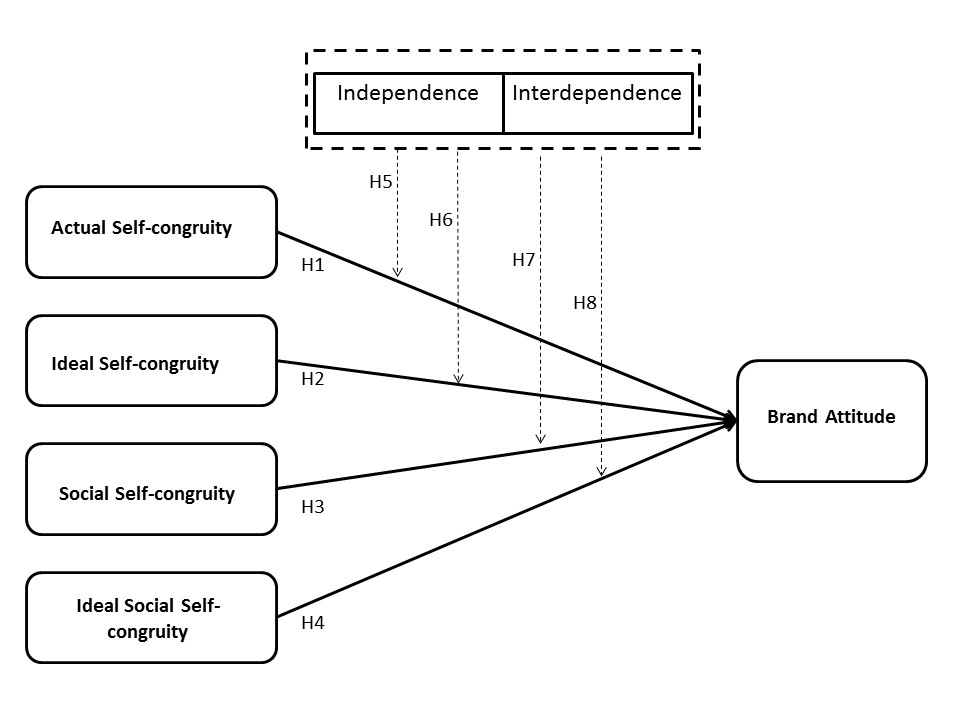 Independence
Interdependence
H5
H6
H7
H8
Actual Self-congruity
H1
Ideal Self-congruity
H2
Social Self-congruity
H3
Ideal Social Self-
congruity
H4
Brand Attitude